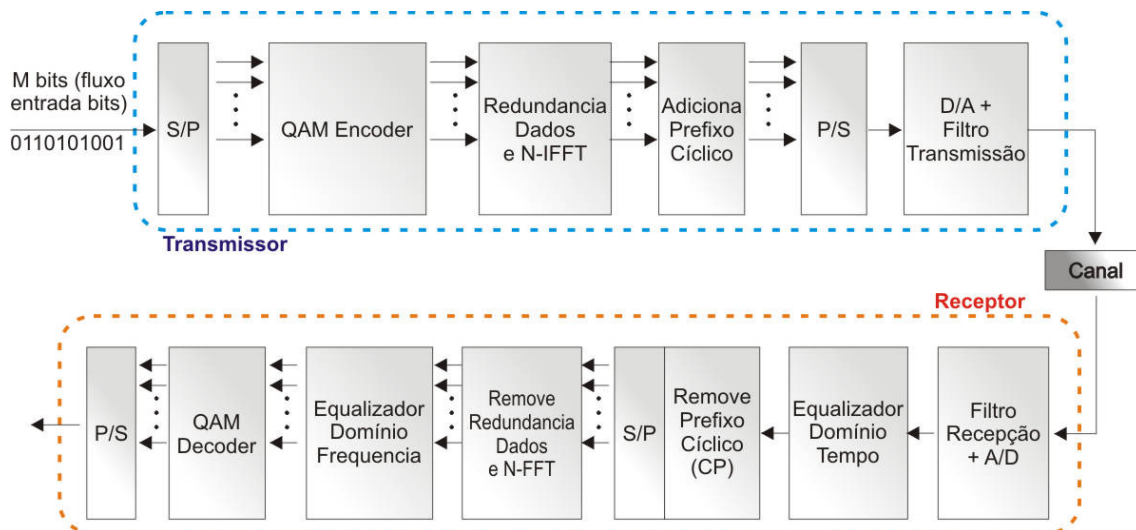 M bits (fluxo
entrada bits)
0110101001
S/P
QAM Encoder
Redundancia
Dados
e N-IFFT
Adiciona
Prefixo
Cíclico
P/S
D/A +
Filtro
Transmissão
Transmissor
Canal
Receptor
P/S
QAM
Decoder
Equalizador
Domínio
Frequencia
Remove
Redundancia
Dados
e N-FFT
S/P
Remove
Prefixo
Cíclico
(CP)
Equalizador
Domínio
Tempo
Filtro
Recepção
+ A/D